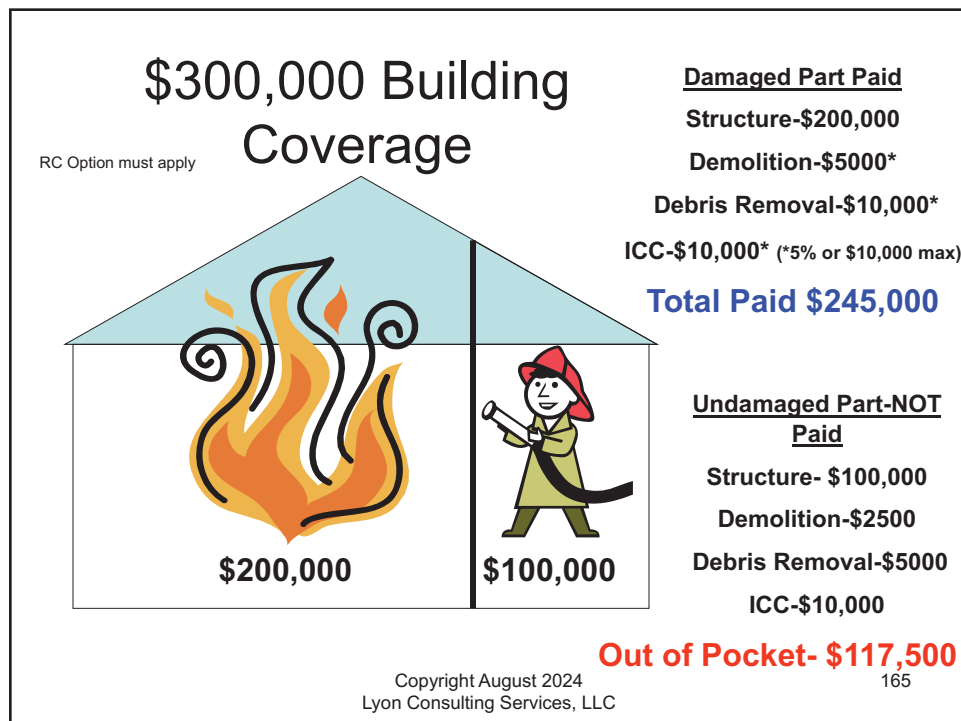 $300,000 Building
Coverage
RC Option must apply
$200,000
$100,000
Damaged Part Paid
Structure-$200,000
Demolition-$5000*
Debris Removal-$10,000*
ICC-$10,000* (*5% or $10,000 max)
Total Paid $245,000
Undamaged Part-NOT
Paid
Structure- $100,000
Demolition-$2500
Debris Removal-$5000
ICC-$10,000
Out of Pocket- $117,500
Copyright August 2024
Lyon Consulting Services, LLC
165